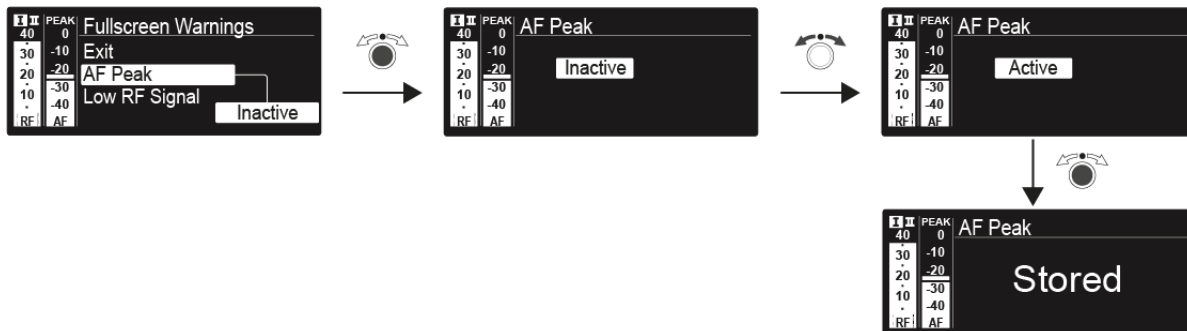 I II PEAK Fullscreen Warnings
40 0
30 -10 Exit
20 -20 AF Peak
10 -30 Low RF Signal
-40 Inactive
RF AF
I II PEAK AF Peak
40 0
30 -10
20 -20 Inactive
10 -30
-40
RF AF
I II PEAK AF Peak
40 0
30 -10
20 -20 Active
10 -30
-40
RF AF
I II PEAK AF Peak
40 0
30 -10
20 -20 Stored
10 -30
-40
RF AF